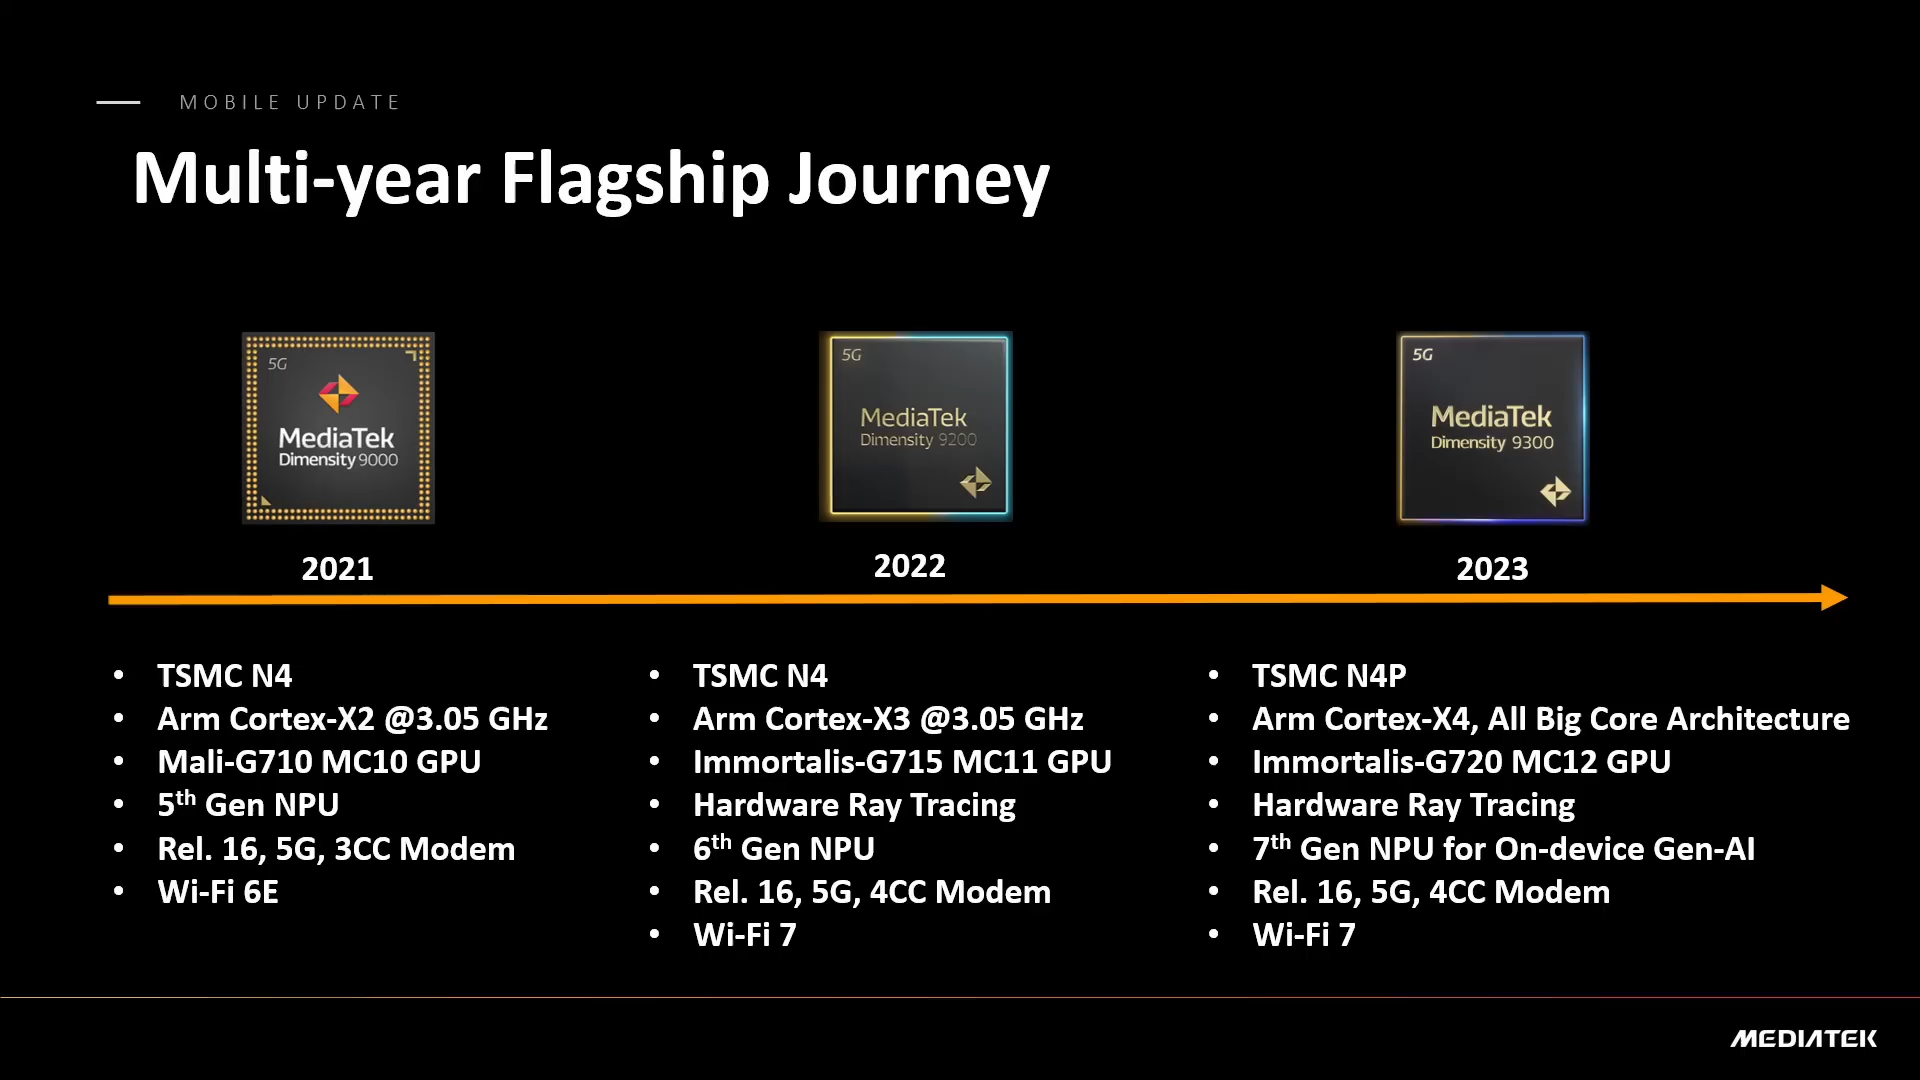 MOBILE UPDATE
Multi-year Flagship Journey
5G
MediaTek
Dimensity 9000
5G
MediaTek
Dimensity 9200
5G
MediaTek
Dimensity 9300
2021
2022
2023
• TSMC N4
• Arm Cortex-X2 @3.05 GHz
• Mali-G710 MC10 GPU
• 5th Gen NPU
• Rel. 16, 5G, 3CC Modem
• Wi-Fi 6E
• TSMC N4
• Arm Cortex-X3 @3.05 GHz
• Immortalis-G715 MC11 GPU
• Hardware Ray Tracing
• 6th Gen NPU
• Rel. 16, 5G, 4CC Modem
• Wi-Fi 7
• TSMC N4P
• Arm Cortex-X4, All Big Core Architecture
• Immortalis-G720 MC12 GPU
• Hardware Ray Tracing
• 7th Gen NPU for On-device Gen-AI
• Rel. 16, 5G, 4CC Modem
• Wi-Fi 7
MEDIATEK